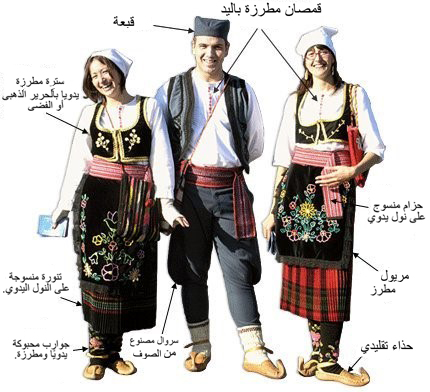 قمصان مطرزة باليد
قبعة
سترة مطرزة
يدويا بالحرير الذهبي
أو الفضي
حزام منسوج
على نول يدوي
تنورة منسوجة
على النول اليدوي.
مريول
مطرز
سروال مصنوع
من الصوف
حذاء تقليدي
جوارب محبوكة
يدويا ومطرزة.